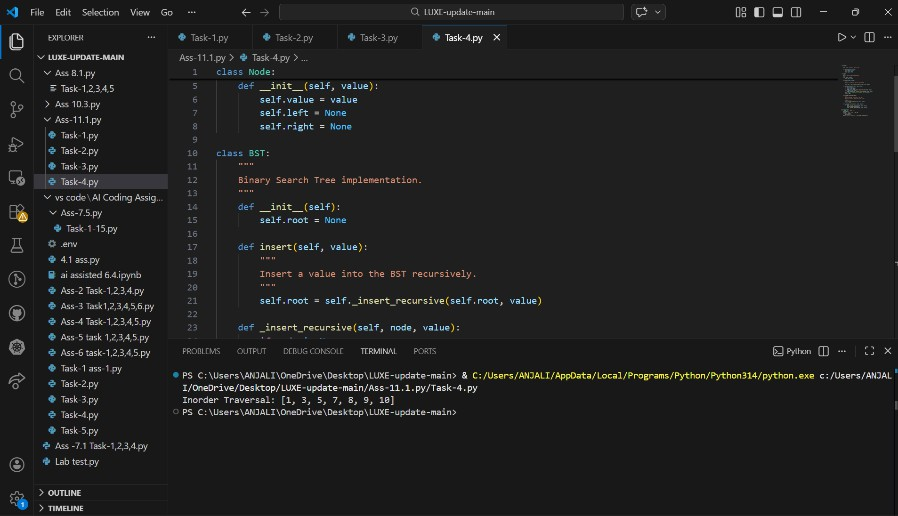 File Edit Selection View Go ··· LUXE-update-main
EXPLORER ···
LUXE-UPDATE-MAIN
Ass 8.1.py
Task-1,2,3,4,5
Ass 10.3.py
Ass-11.1.py
Task-1.py
Task-2.py
Task-3.py
Task-4.py
vs code \ AI Coding Assig...
Ass-7.5.py
Task-1-15.py
.env
4.1 ass.py
ai assisted 6.4.ipynb
Ass-2 Task-1,2,3,4.py
Ass-3 Task1,2,3,4,5,6.py
Ass-4 Task-1,2,3,4,5.py
Ass-5 task 1,2,3,4,5.py
Ass-6 task-1,2,3,4,5.py
Task-1 ass-1.py
Task-2.py
Task-3.py
Task-4.py
Task-5.py
Ass -7.1 Task-1,2,3,4.py
Lab test.py
OUTLINE
TIMELINE
1
Task-1.py Task-2.py Task-3.py Task-4.py
Ass-11.1.py > Task-4.py > ...
1 class Node:
5 def __init__(self, value):
6 self.value = value
7 self.left = None
8 self.right = None
9
10 class BST:
11 """
12 Binary Search Tree implementation.
13 """
14 def __init__(self):
15 self.root = None
16
17 def insert(self, value):
18 """
19 Insert a value into the BST recursively.
20 """
21 self.root = self._insert_recursive(self.root, value)
22
23 def _insert_recursive(self, node, value):
PROBLEMS OUTPUT DEBUG CONSOLE TERMINAL PORTS Python ···
PS C:\Users\ANJALI\OneDrive\Desktop\LUXE-update-main> & C:/Users/ANJALI/AppData/Local/Programs/Python/Python314/python.exe c:/Users/ANJAL
I/OneDrive/Desktop/LUXE-update-main/Ass-11.1.py/Task-4.py
Inorder Traversal: [1, 3, 5, 7, 8, 9, 10]
PS C:\Users\ANJALI\OneDrive\Desktop\LUXE-update-main>